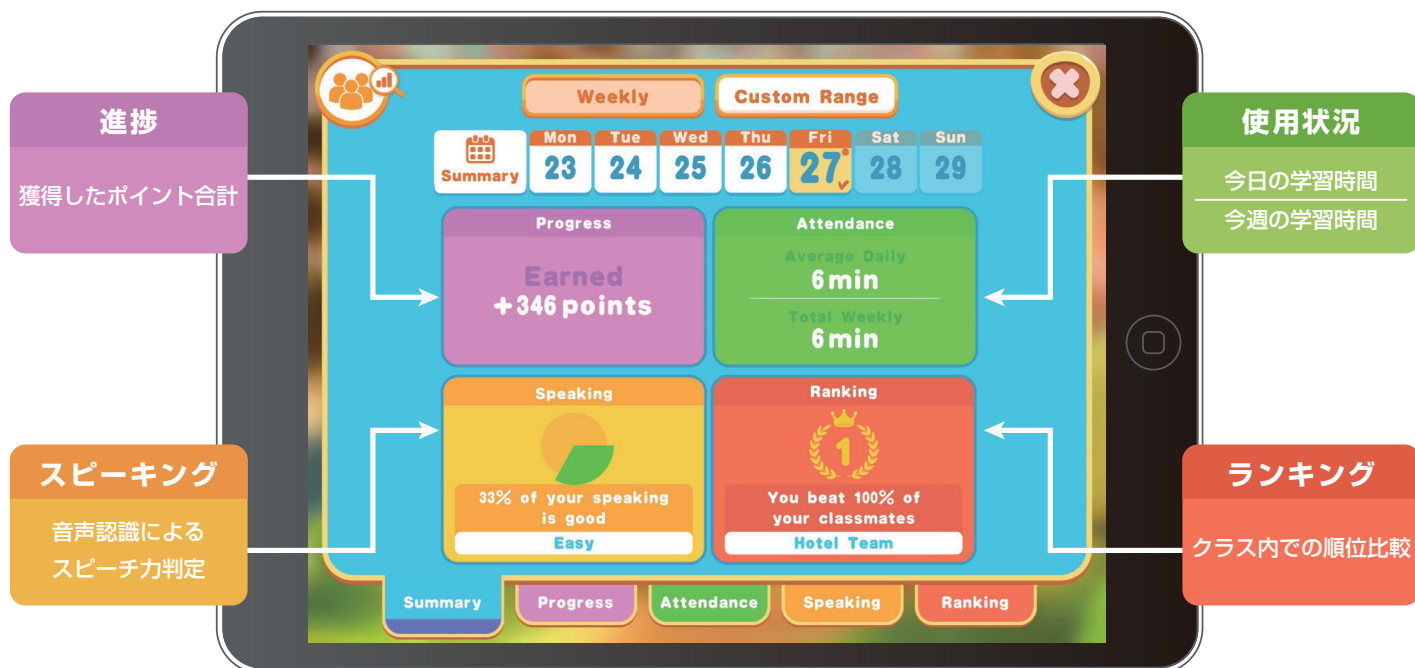 進捗
獲得したポイント合計
スピーキング
音声認識による
スピーチ力判定
Weekly
Custom Range
Summary
Mon
23
Tue
24
Wed
25
Thu
26
Fri
27
Sat
28
Sun
29
Progress
Earned
+346 points
Attendance
Average Daily
6 min
Total Weekly
6 min
Speaking
33% of your speaking
is good
Easy
Ranking
1
You beat 100% of
your classmates
Hotel Team
Summary
Progress
Attendance
Speaking
Ranking
使用状況
今日の学習時間
今週の学習時間
ランキング
クラス内での順位比較